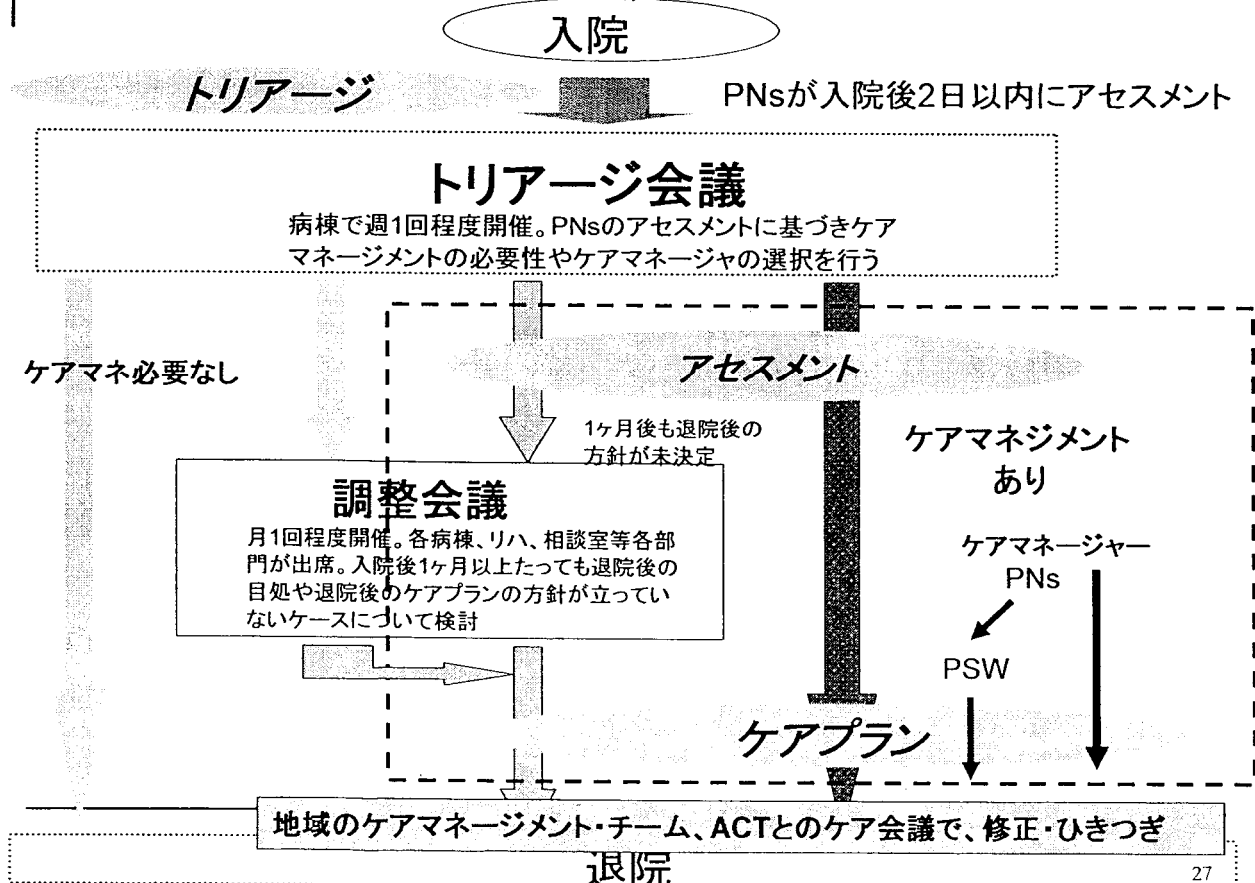 入院
トリアージ
PNsが入院後2日以内にアセスメント
トリアージ会議
病棟で週1回程度開催。PNsのアセスメントに基づきケア
マネージメントの必要性やケアマネージャの選択を行う
ケアマネ必要なし
アセスメント
1ヶ月後も退院後の
方針が未決定
ケアマネジメント
あり
調整会議
月1回程度開催。各病棟、リハ、相談室等各部
門が出席。入院後1ヶ月以上たっても退院後の
目処や退院後のケアプランの方針が立ってい
ないケースについて検討
ケアマネージャー
PNs
PSW
ケアプラン
地域のケアマネージメント・チーム、ACTとのケア会議で、修正・ひきつぎ
退院
27